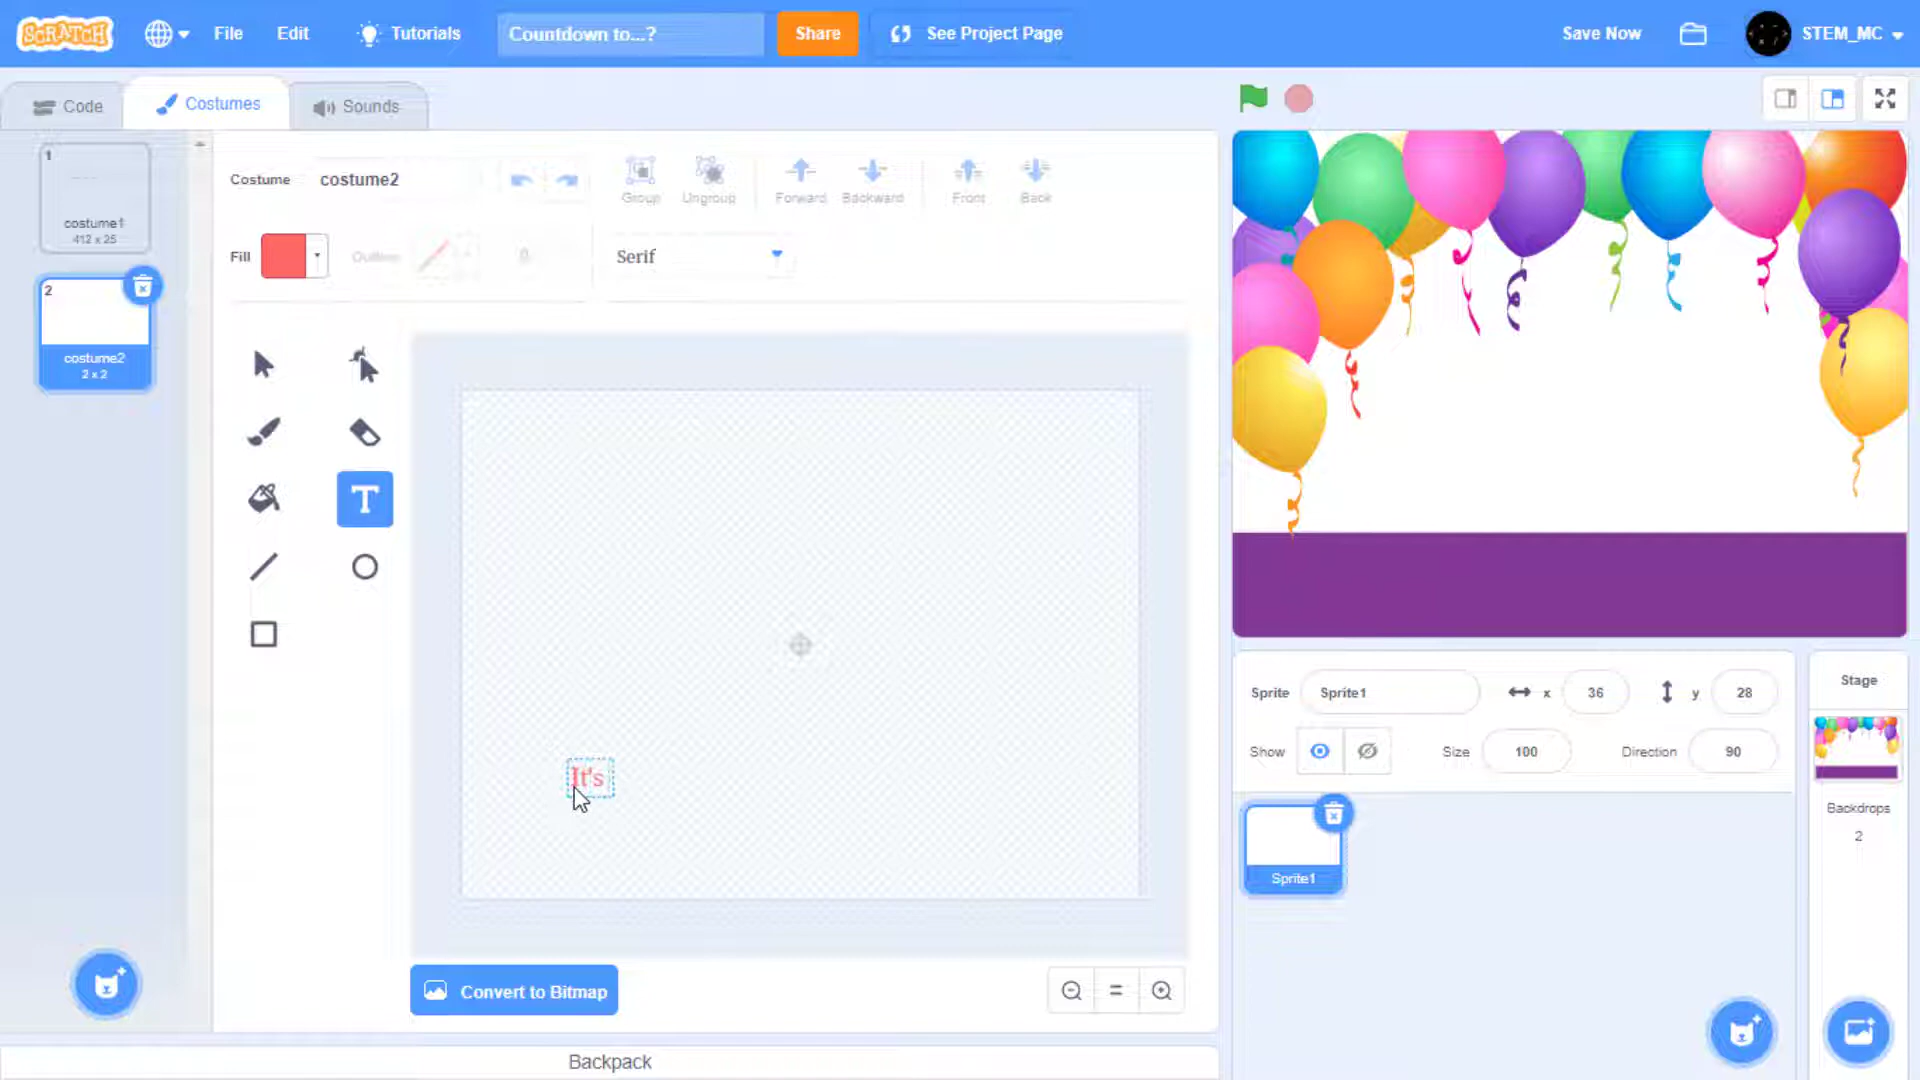 SCRATCH
File
Edit
Tutorials
Countdown to...?
Share
See Project Page
Save Now
STEM_MC
Code
Costumes
Sounds
1
costume1
412 x 25
2
costume2
2 x 2
Costume
costume2
Group
Ungroup
Forward
Backward
Front
Back
Fill
Outline
0
Serif
T
It's
Convert to Bitmap
=
Backpack
Sprite
Sprite1
x
36
y
28
Show
Size
100
Direction
90
Sprite1
Stage
Backdrops
2